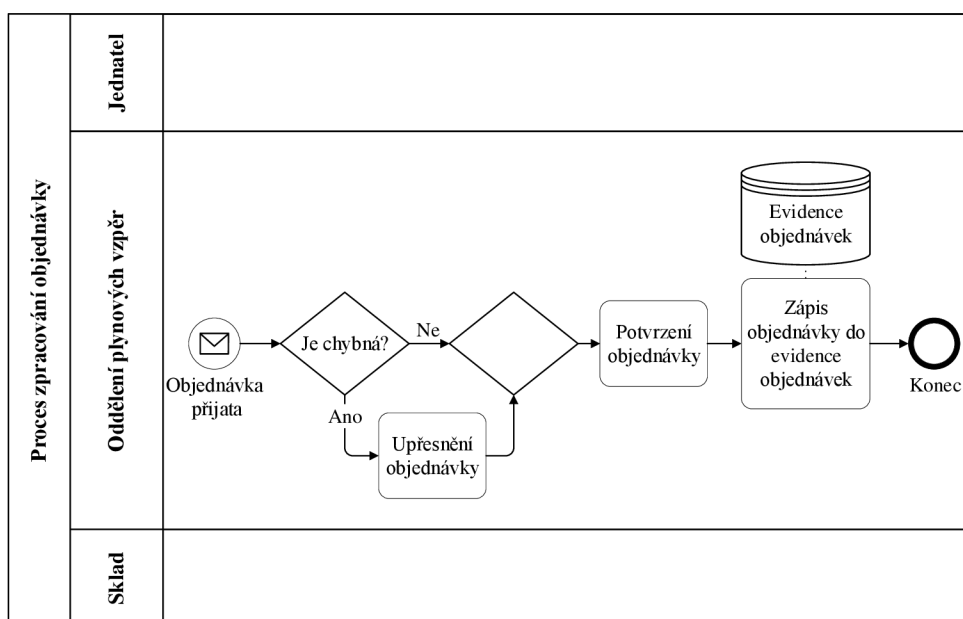 Proces zpracování objednávky
Jednatel
Oddělení plynových vzpěr
Sklad
Objednávka
přijata
Je chybná?
Ne
Ano
Upřesnění
objednávky
Potvrzení
objednávky
Evidence
objednávek
Zápis
objednávky do
evidence
objednávek
Konec